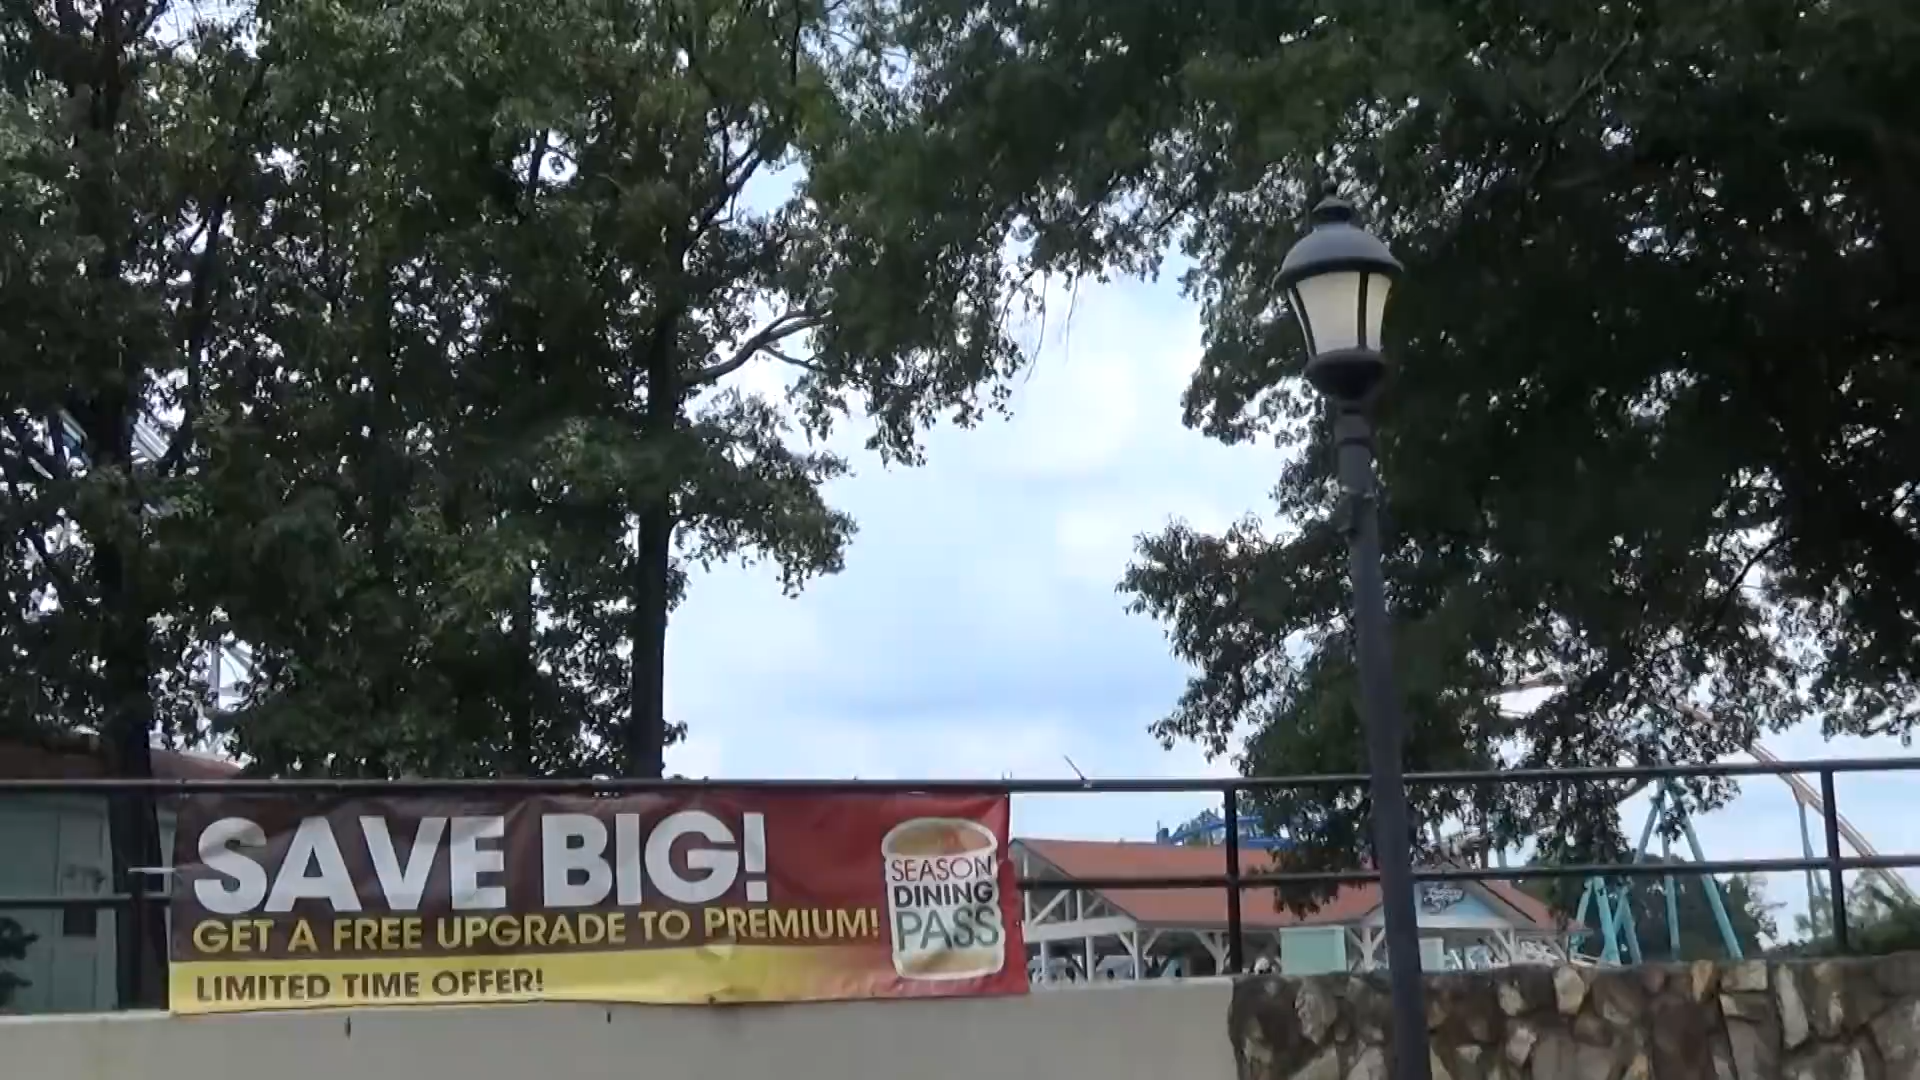 SAVE BIG!
GET A FREE UPGRADE TO PREMIUM!
LIMITED TIME OFFER!
SEASON
DINING
PASS